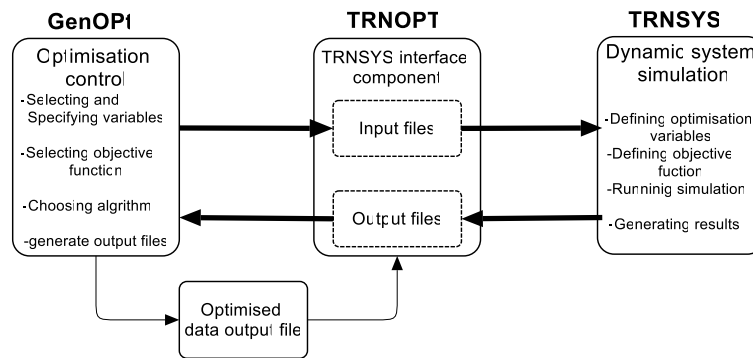 GenOPt
Optimisation
control
-Selecting and
Specifying variables
-Selecting objective
function
-Choosing algrithm
-generate output files
TRNOPT
TRNSYS interface
component
Input files
Output files
TRNSYS
Dynamic system
simulation
-Defining optimisation
variables
-Defining objective
fuction
-Runninig simulation
-Generating results
Optimised
data output file